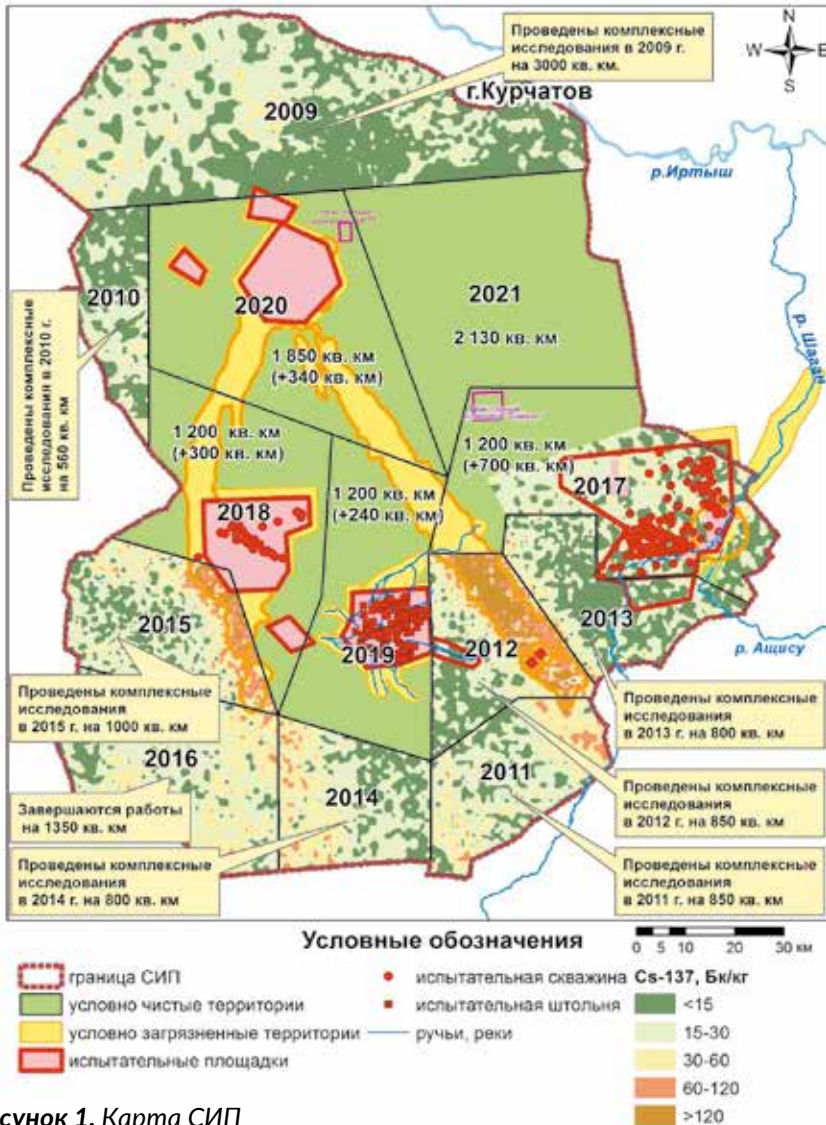 Проведены комплексные
исследования в 2009 г.
на 3000 кв. км.
N
W
E
S
г.Курчатов
2009
р.Иртыш
2010
2020
2021
2 130 кв. км
р. Шаган
Проведены комплексные
исследования в 2010 г.
на 560 кв. км
1 850 кв. км
(+340 кв. км)
1 200 кв. км
(+300 кв. км)
1 200 кв. км
(+240 кв. км)
1 200 кв. км
(+700 кв. км)
2017
2018
2015
2019
2012
2013
р. Ащису
Проведены комплексные
исследования
в 2015 г. на 1000 кв. км
Проведены комплексные
исследования
в 2013 г. на 800 кв. км
2016
2014
2011
Завершаются работы
на 1350 кв. км
Проведены комплексные
исследования
в 2012 г. на 850 кв. км
Проведены комплексные
исследования
в 2014 г. на 800 кв. км
Проведены комплексные
исследования
в 2011 г. на 850 кв. км
Условные обозначения
0 5 10 20 30 км
граница СИП
условно чистые территории
условно загрязненные территории
испытательные площадки
испытательная скважина
испытательная штольня
ручьи, реки
Cs-137, Бк/кг
<15
15-30
30-60
60-120
>120
сунок 1. Карта СИП